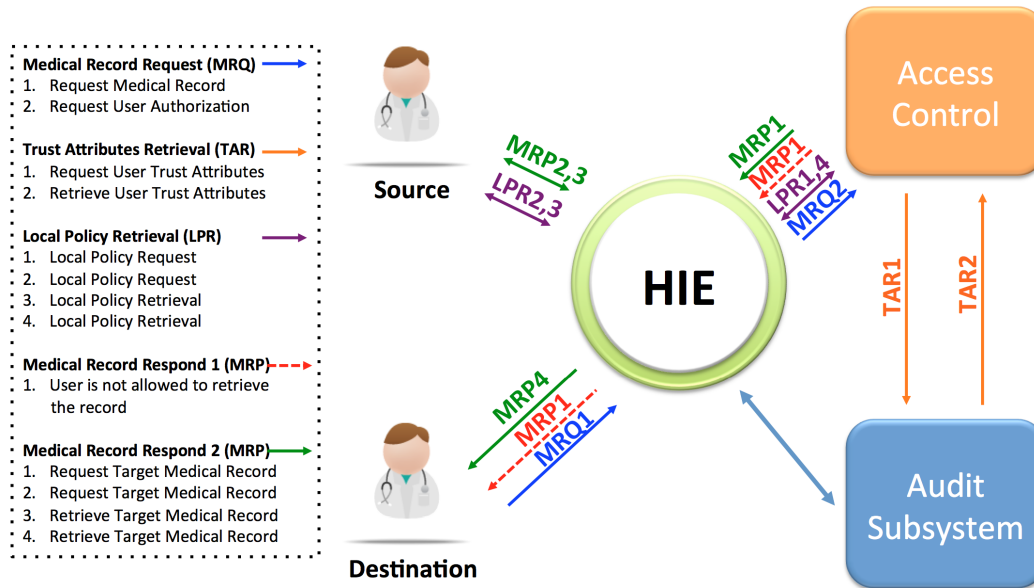 Medical Record Request (MRQ)
1. Request Medical Record
2. Request User Authorization
Trust Attributes Retrieval (TAR)
1. Request User Trust Attributes
2. Retrieve User Trust Attributes
Local Policy Retrieval (LPR)
1. Local Policy Request
2. Local Policy Request
3. Local Policy Retrieval
4. Local Policy Retrieval
Medical Record Respond 1 (MRP)
1. User is not allowed to retrieve
the record
Medical Record Respond 2 (MRP)
1. Request Target Medical Record
2. Request Target Medical Record
3. Retrieve Target Medical Record
4. Retrieve Target Medical Record
Source
MRP2,3
LPR2,3
HIE
MRP1
MRP1
LPR1,4
MRQ2
Access
Control
TAR1
TAR2
MRP4
MRP1
MRQ1
Destination
Audit
Subsystem